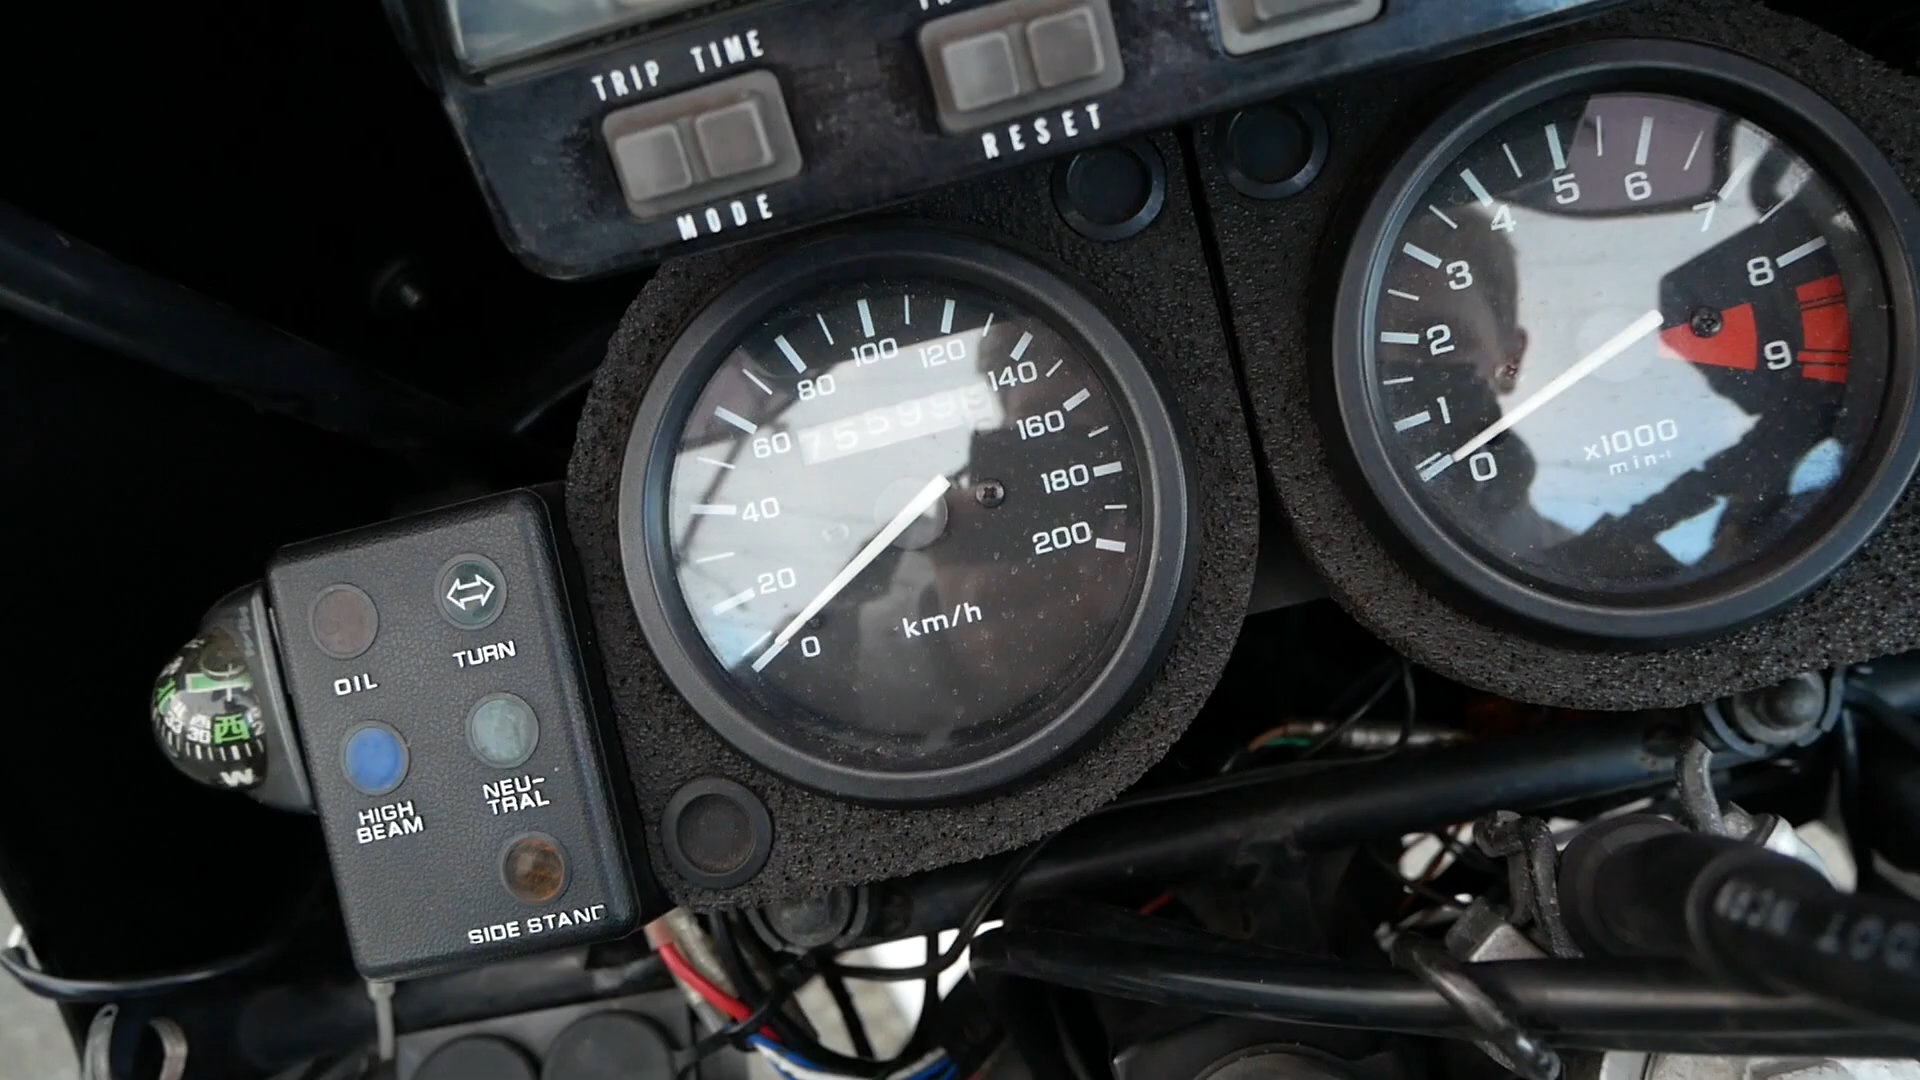 TRIP TIME
MODE
RESET
80
100
120
140
60
160
40
180
20
200
0
km/h
5
6
4
7
3
8
2
9
1
0
x1000
min-1
OIL
TURN
HIGH
BEAM
NEU-
TRAL
SIDE STAND
33
30
西
W